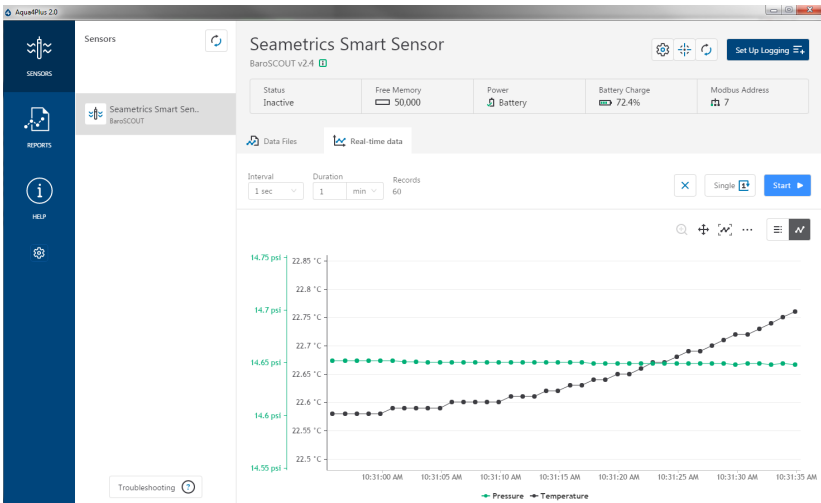 Aqua4Plus 2.0
SENSORS
REPORTS
HELP
Sensors
Seametrics Smart Sen..
BaroSCOUT
Troubleshooting ?
Seametrics Smart Sensor
BaroSCOUT v2.4
Set Up Logging
Status
Inactive
Free Memory
50,000
Power
Battery
Battery Charge
72.4%
Modbus Address
7
Data Files
Real-time data
Interval
1 sec
Duration
1 min
Records
60
Single
Start
14.75 psi
14.7 psi
14.65 psi
14.6 psi
14.55 psi
22.85 °C
22.8 °C
22.75 °C
22.7 °C
22.65 °C
22.6 °C
22.55 °C
22.5 °C
10:31:00 AM 10:31:05 AM 10:31:10 AM 10:31:15 AM 10:31:20 AM 10:31:25 AM 10:31:30 AM 10:31:35 AM
Pressure Temperature